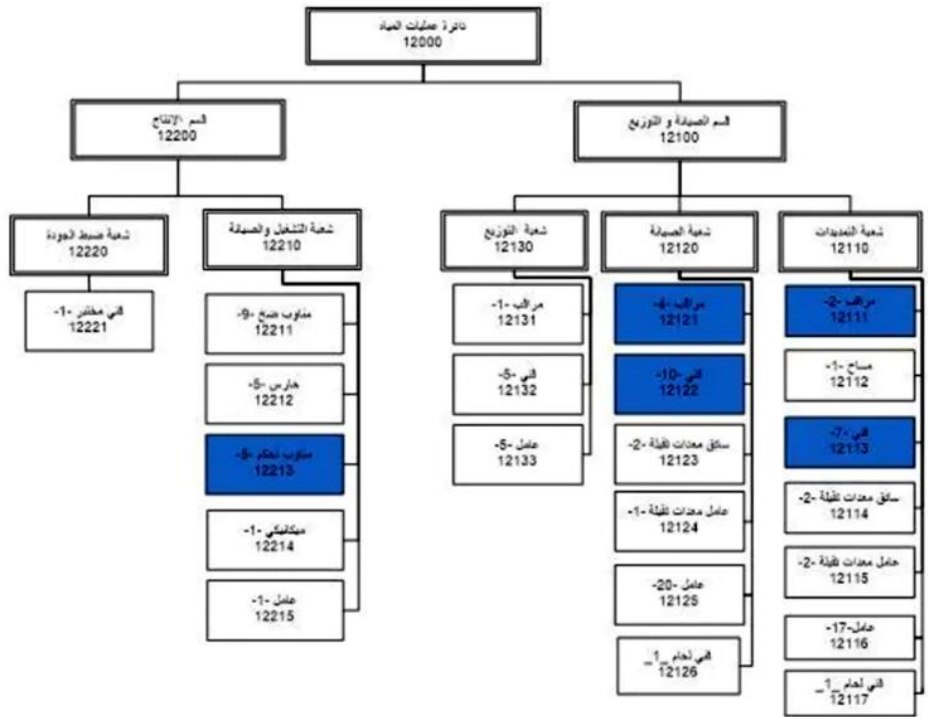 دائرة عمليات المياه
12000
قسم الصيانة و التوزيع
12100
قسم الإنتاج
12200
شعبة التمديدات
12110
شعبة الصيانة
12120
شعبة التوزيع
12130
شعبة التشغيل والصيانة
12210
شعبة ضبط الجودة
12220
مراقب -2-
12111
مساح -1-
12112
فني -7-
12113
سائق معدات ثقيلة -2-
12114
عامل معدات ثقيلة -2-
12115
عامل -17-
12116
فني لحام _1_
12117
مراقب -4-
12121
فني -10-
12122
سائق معدات ثقيلة -2-
12123
عامل معدات ثقيلة -1-
12124
عامل -20-
12125
فني لحام _1_
12126
مراقب -1-
12131
فني -5-
12132
عامل -5-
12133
مناوب ضخ -9-
12211
حارس -5-
12212
مناوب تحكم -5-
12213
ميكانيكي -1-
12214
عامل -1-
12215
فني مختبر -1-
12221